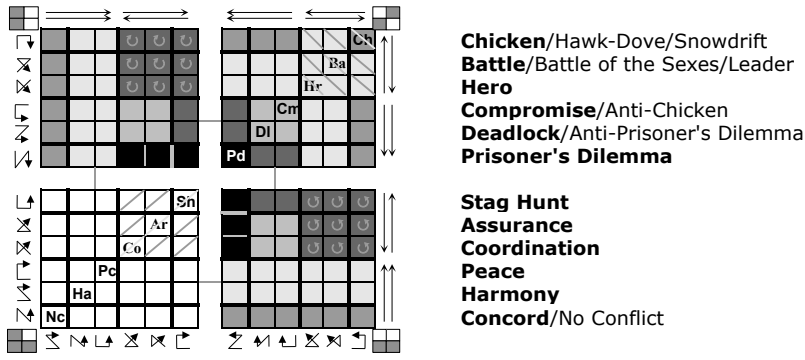 Ch Chicken/Hawk-Dove/Snowdrift
Ba Battle/Battle of the Sexes/Leader
Hr Hero
Cm Compromise/Anti-Chicken
Dl Deadlock/Anti-Prisoner's Dilemma
Pd Prisoner's Dilemma
Sh Stag Hunt
Ar Assurance
Co Coordination
Pc Peace
Ha Harmony
Nc Concord/No Conflict